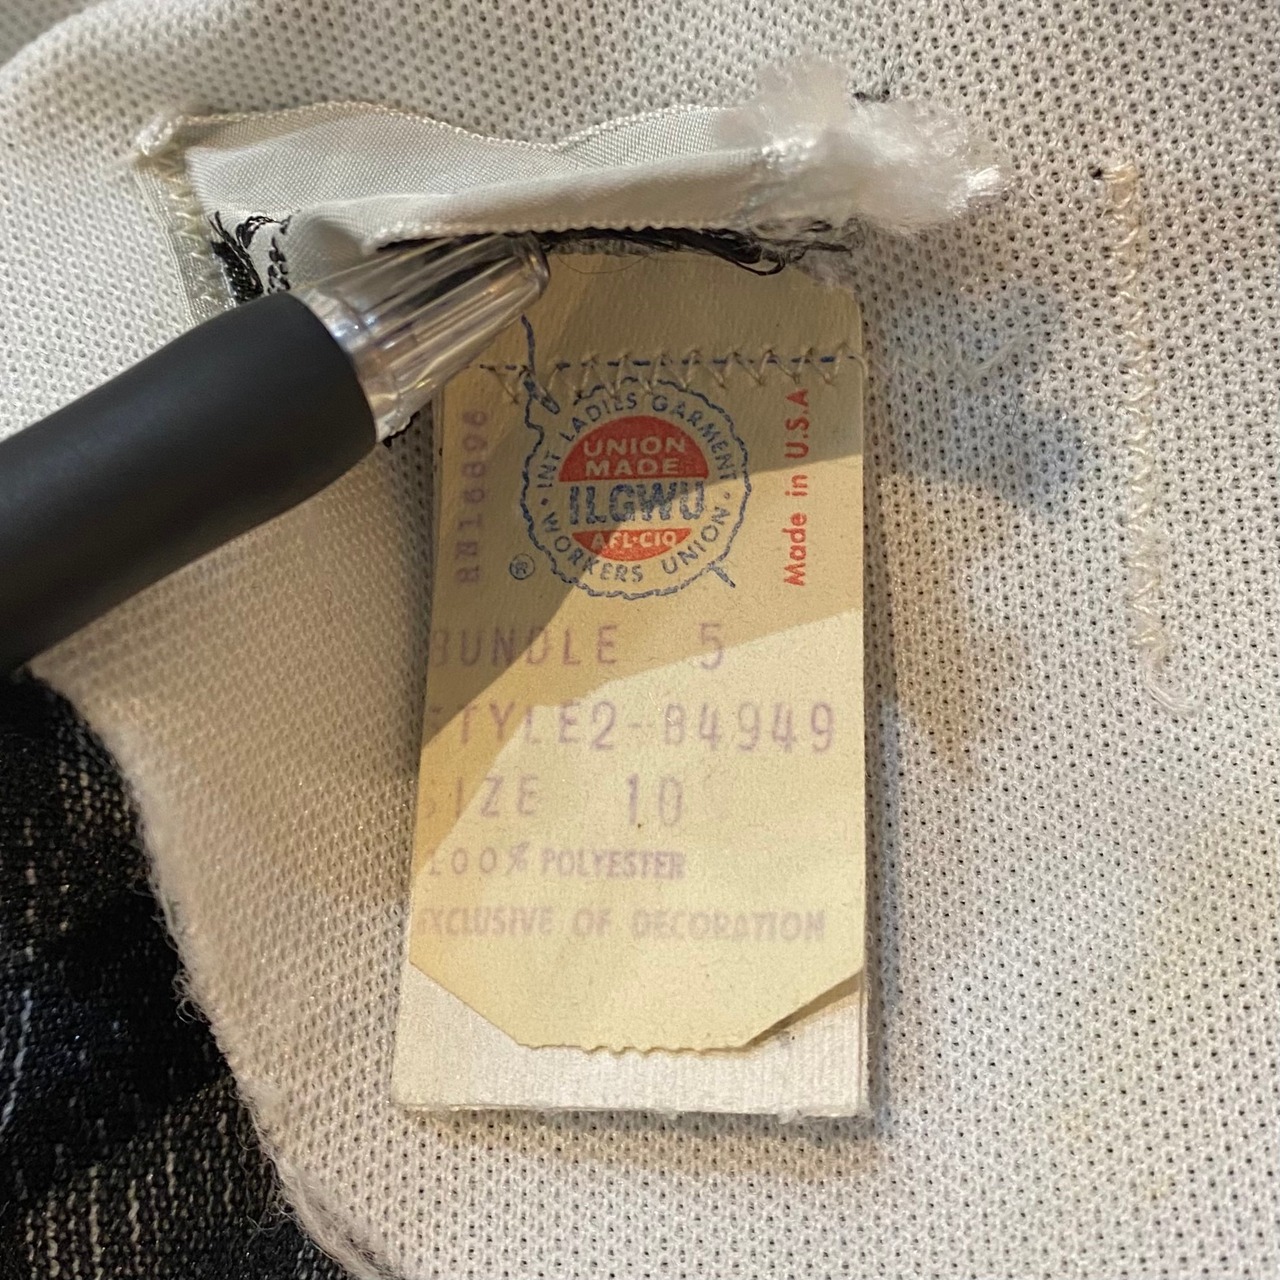 INT LADIES GARMENT WORKERS UNION
UNION
MADE
ILGWU
AFL-CIO
®
Made in U.S.A
RN16896
BUNDLE 5
STYLE2-84949
SIZE 10
100% POLYESTER
EXCLUSIVE OF DECORATION